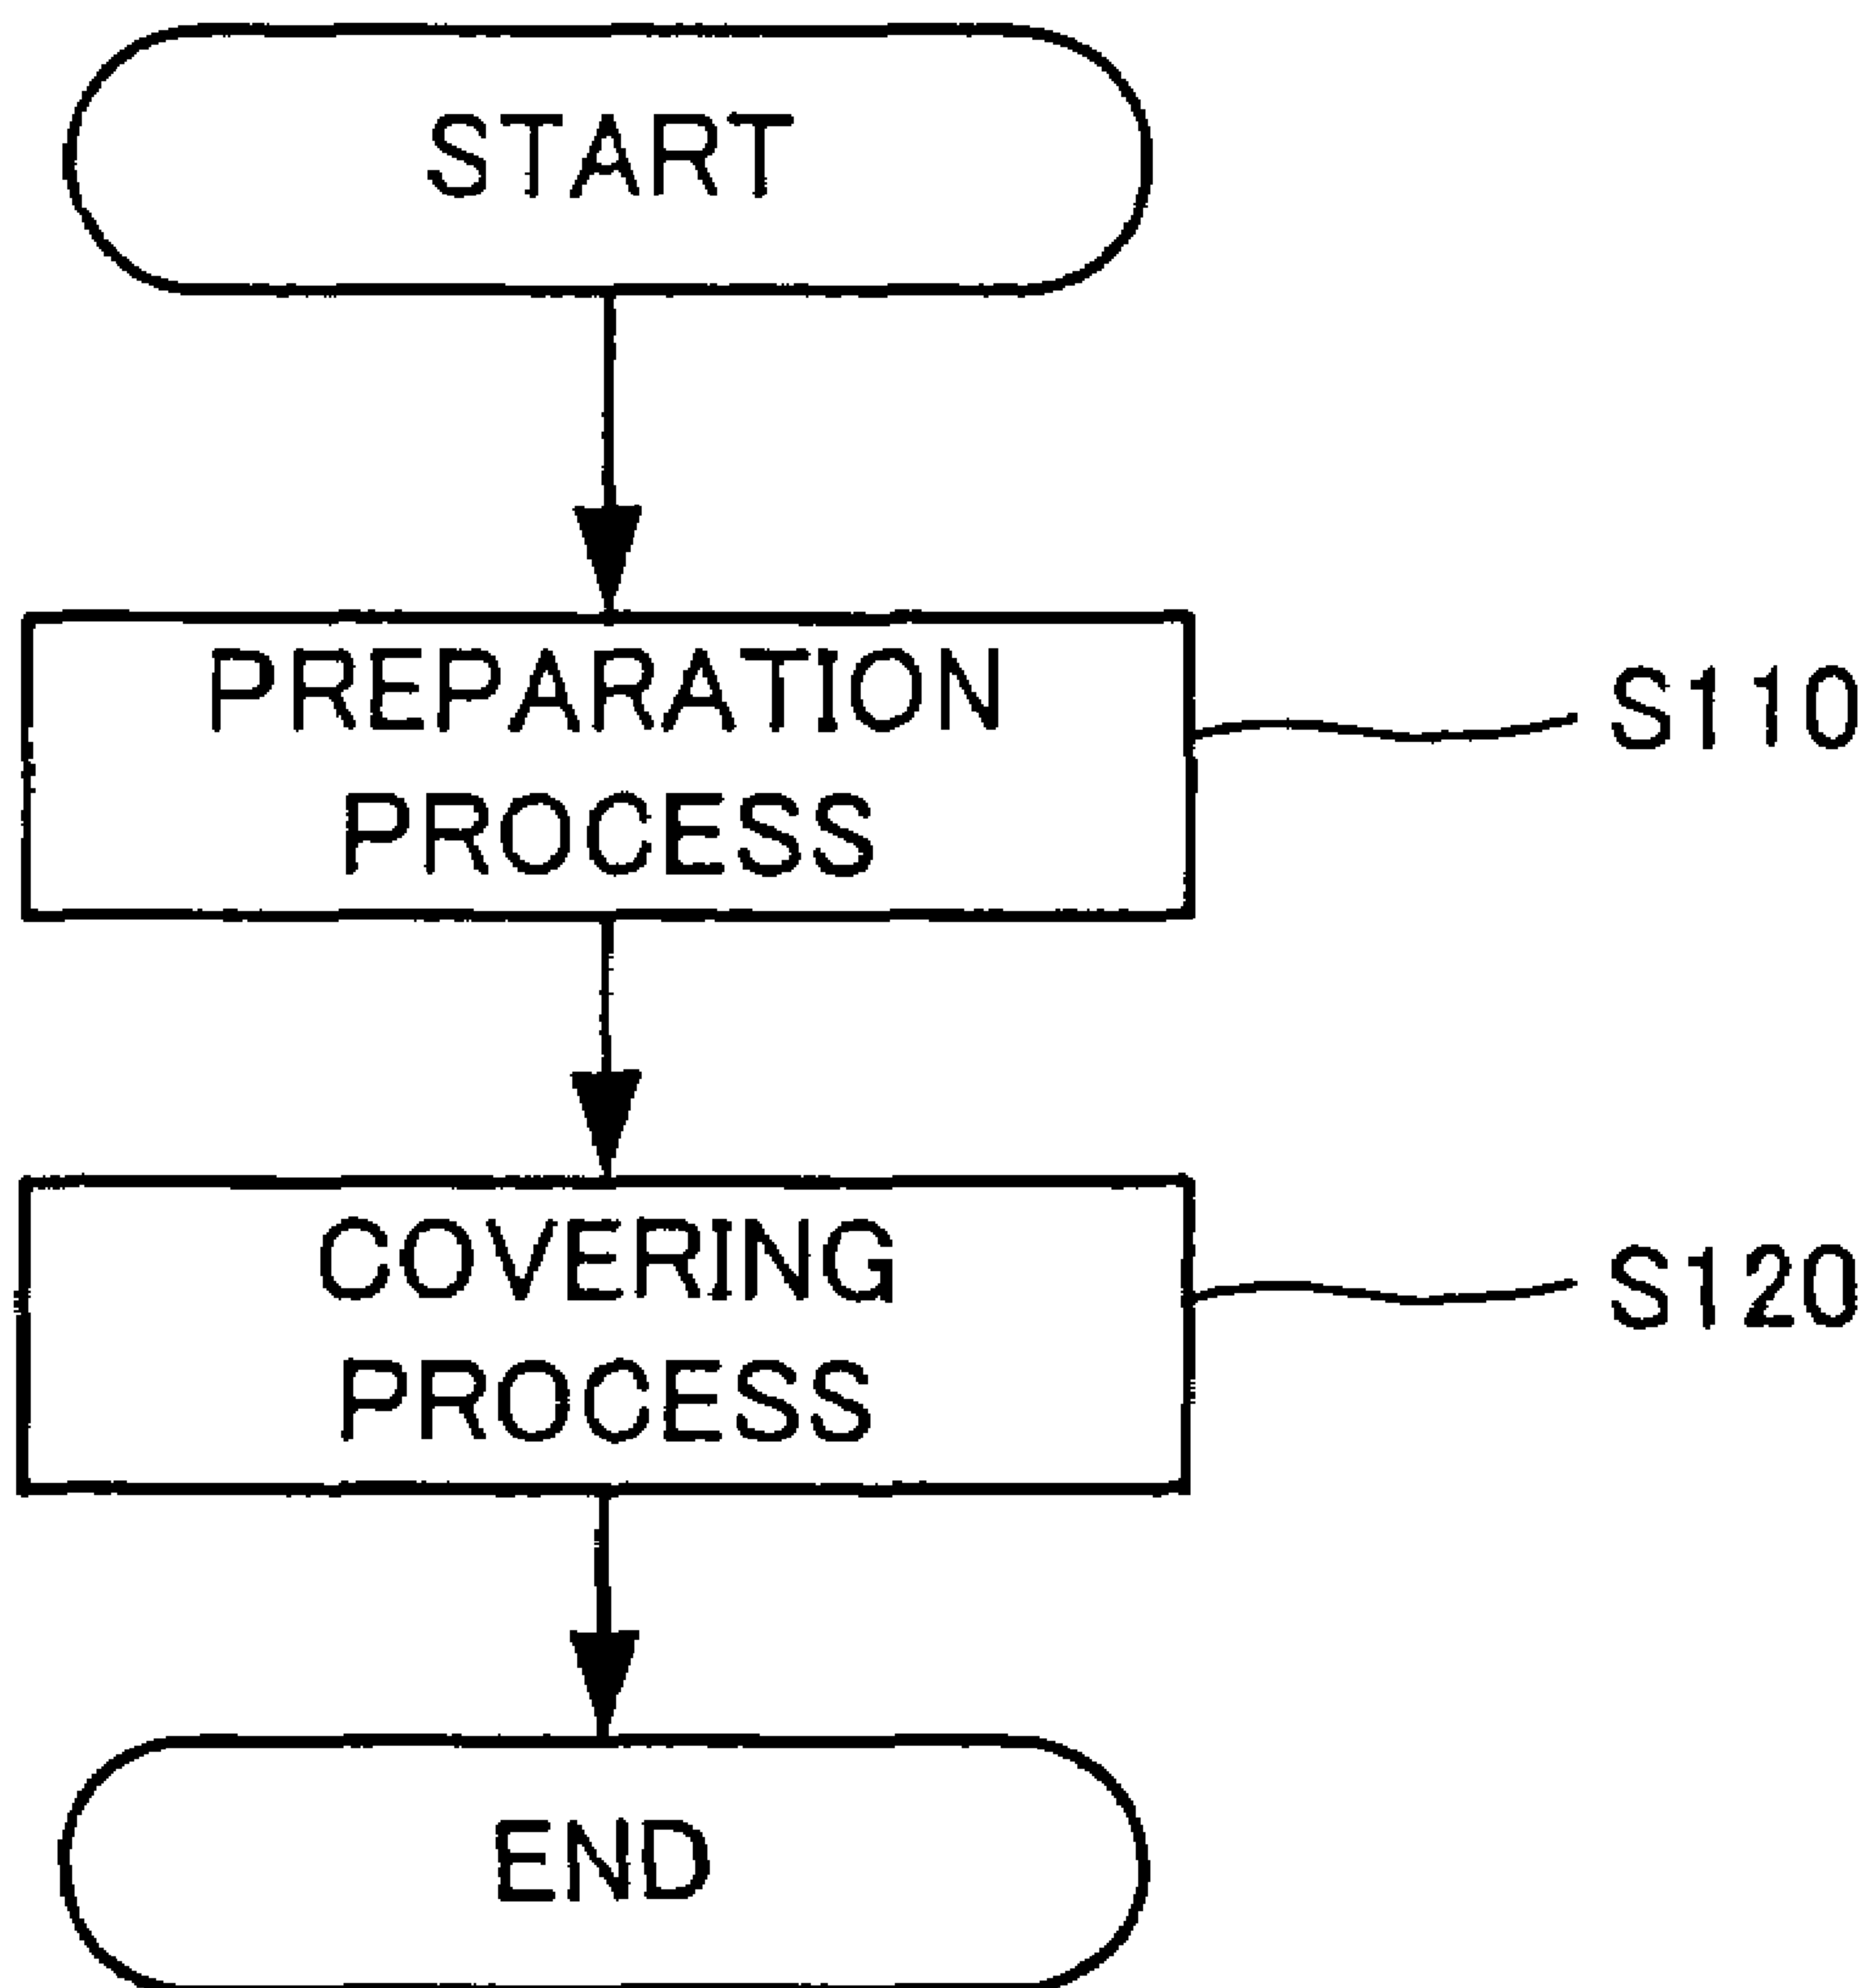 START
PREPARATION
PROCESS
S110
COVERING
PROCESS
S120
END